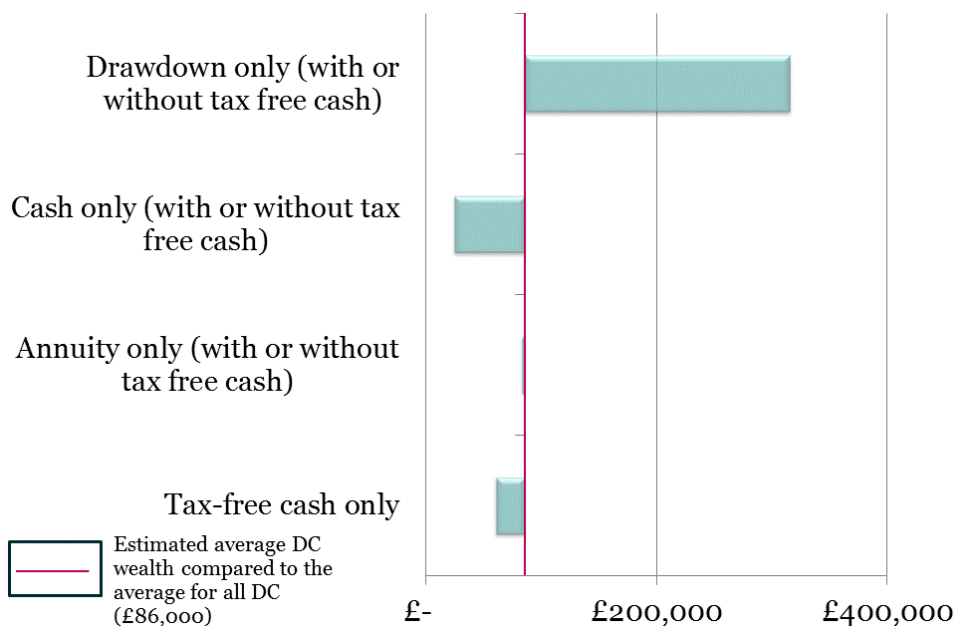 Drawdown only (with or
without tax free cash)
Cash only (with or without tax
free cash)
Annuity only (with or without
tax free cash)
Tax-free cash only
Estimated average DC
wealth compared to the
average for all DC
(£86,000)
£-
£200,000
£400,000